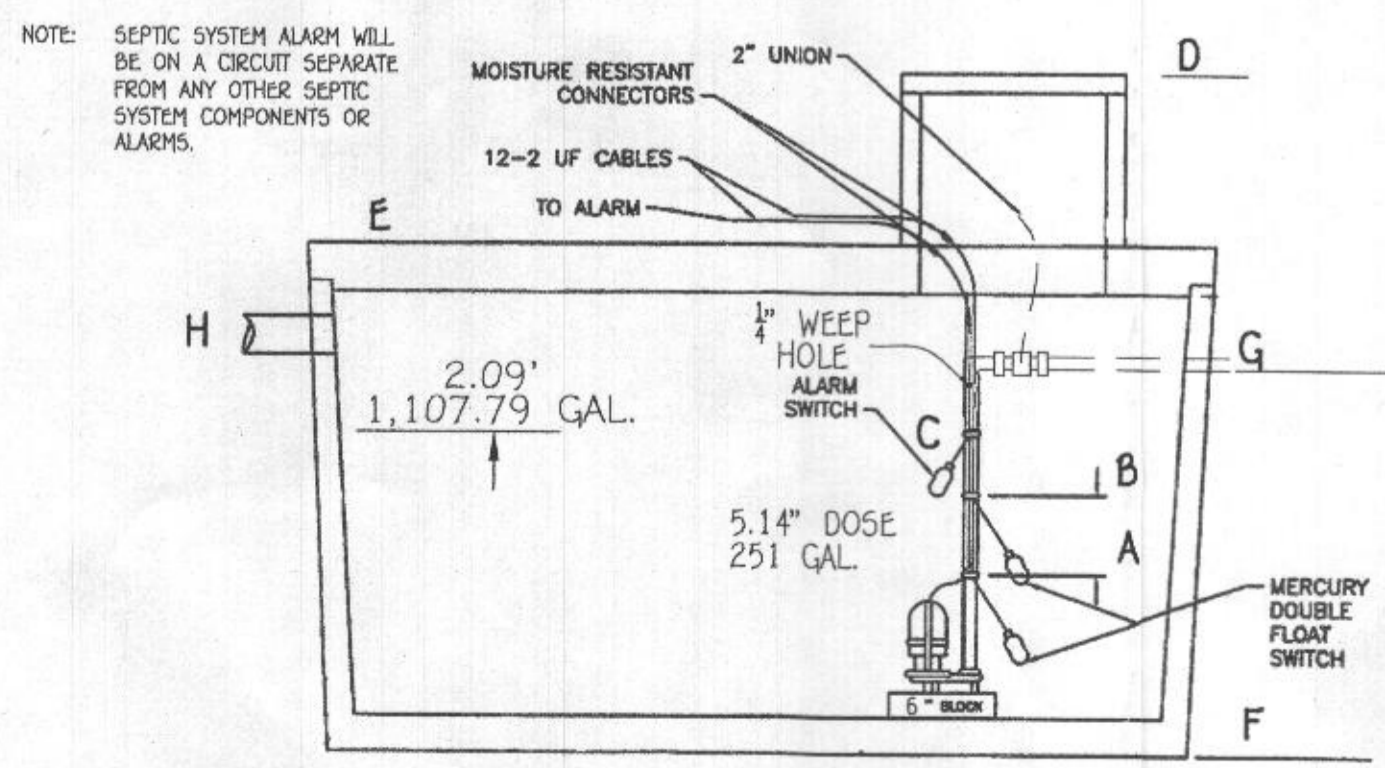 NOTE: SEPTIC SYSTEM ALARM WILL
BE ON A CIRCUIT SEPARATE
FROM ANY OTHER SEPTIC
SYSTEM COMPONENTS OR
ALARMS.
2" UNION
D
MOISTURE RESISTANT
CONNECTORS
12-2 UF CABLES
TO ALARM
E
H
1/4" WEEP
HOLE
G
2.09'
1,107.79 GAL.
ALARM
SWITCH
C
B
5.14" DOSE
251 GAL.
A
MERCURY
DOUBLE
FLOAT
SWITCH
6" BLOCK
F